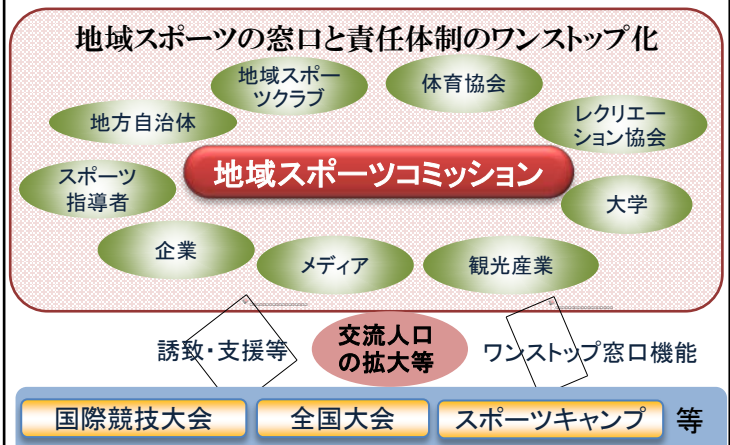 地域スポーツの窓口と責任体制のワンストップ化
地域スポー
ツクラブ
体育協会
地方自治体
レクリエー
ション協会
地域スポーツコミッション
スポーツ
指導者
大学
企業
メディア
観光産業
交流人口
の拡大等
誘致・支援等
ワンストップ窓口機能
国際競技大会
全国大会
スポーツキャンプ
等